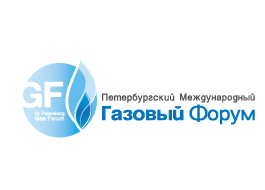 GF
St. Petersburg
Gas Forum
Петербургский Международный
Газовый Форум